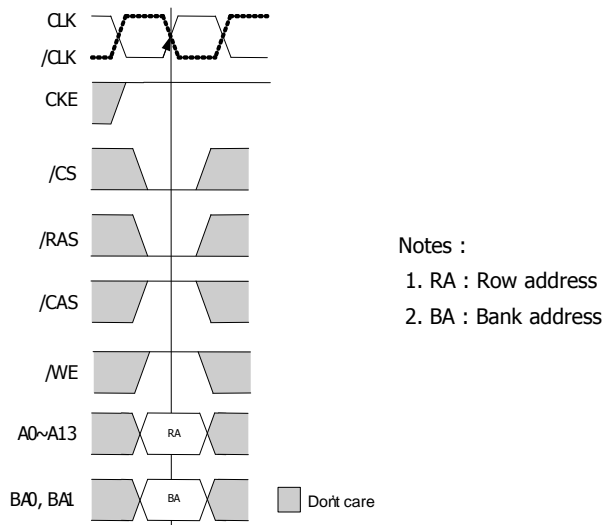 CLK
/CLK
CKE
/CS
/RAS
/CAS
/WE
A0~A13 RA
BA0, BA1 BA
Don't care
Notes :
1. RA : Row address
2. BA : Bank address